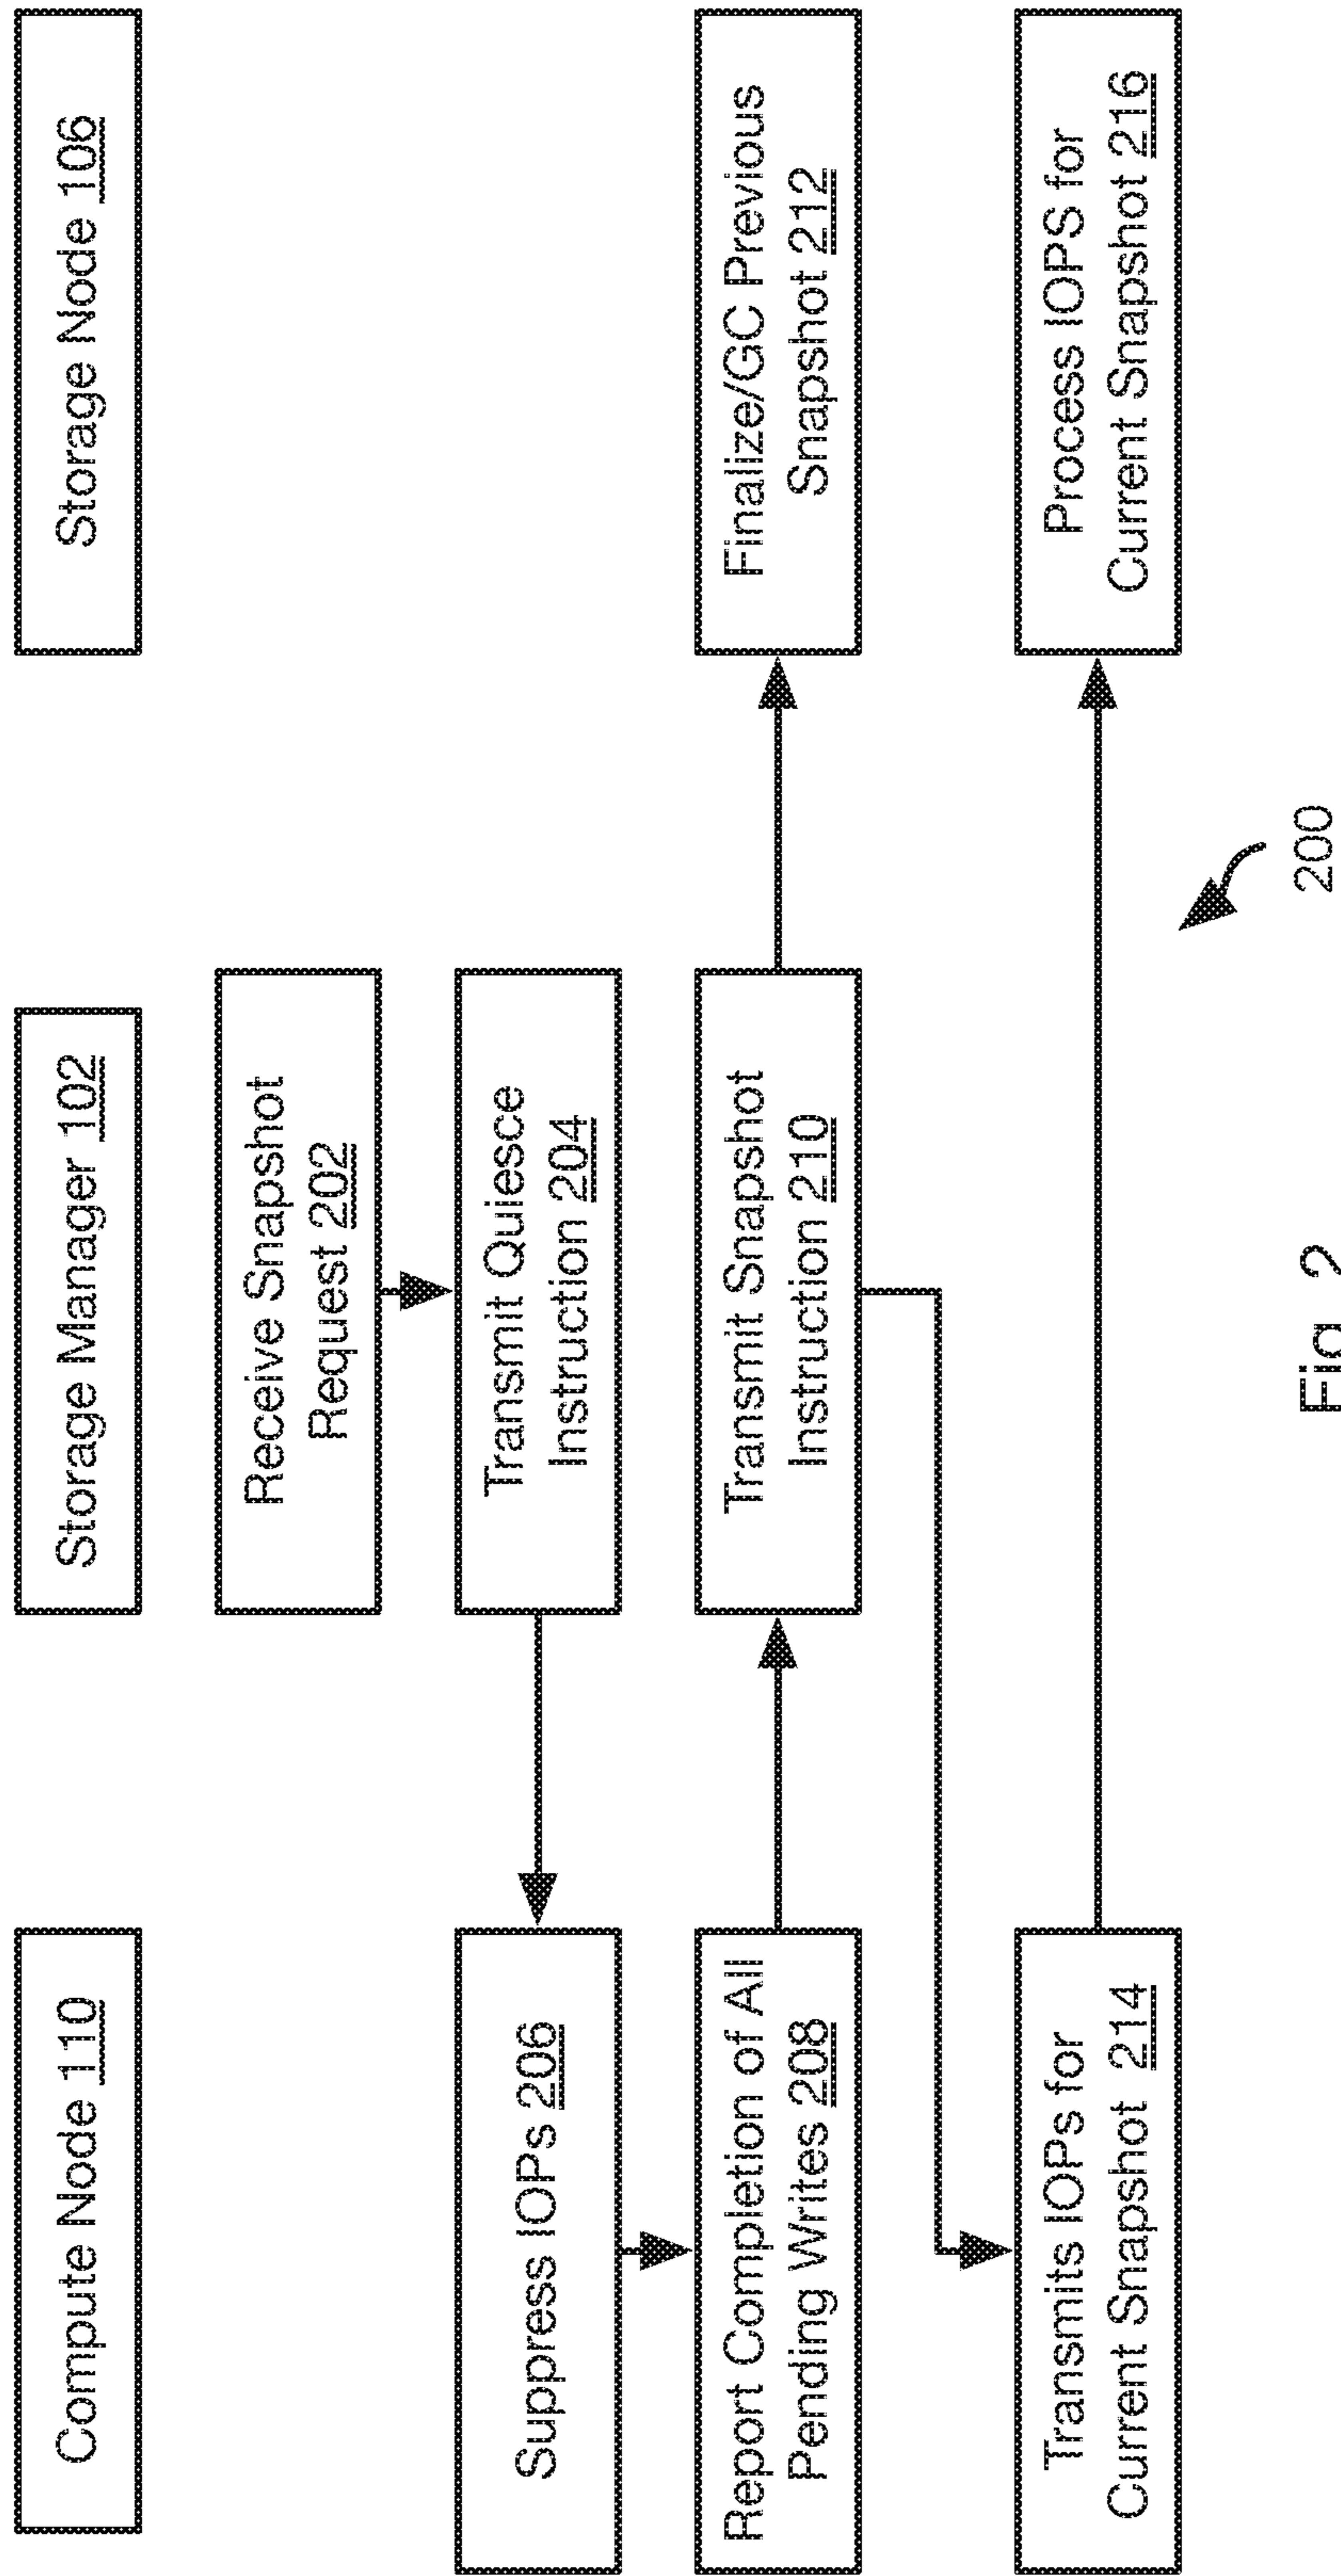 Compute Node 110
Storage Manager 102
Storage Node 106
Receive Snapshot
Request 202
Suppress IOPs 206
Transmit Quiesce
Instruction 204
Report Completion of All
Pending Writes 208
Transmit Snapshot
Instruction 210
Finalize/GC Previous
Snapshot 212
Transmits IOPs for
Current Snapshot 214
Process IOPS for
Current Snapshot 216
200
Fig. 2